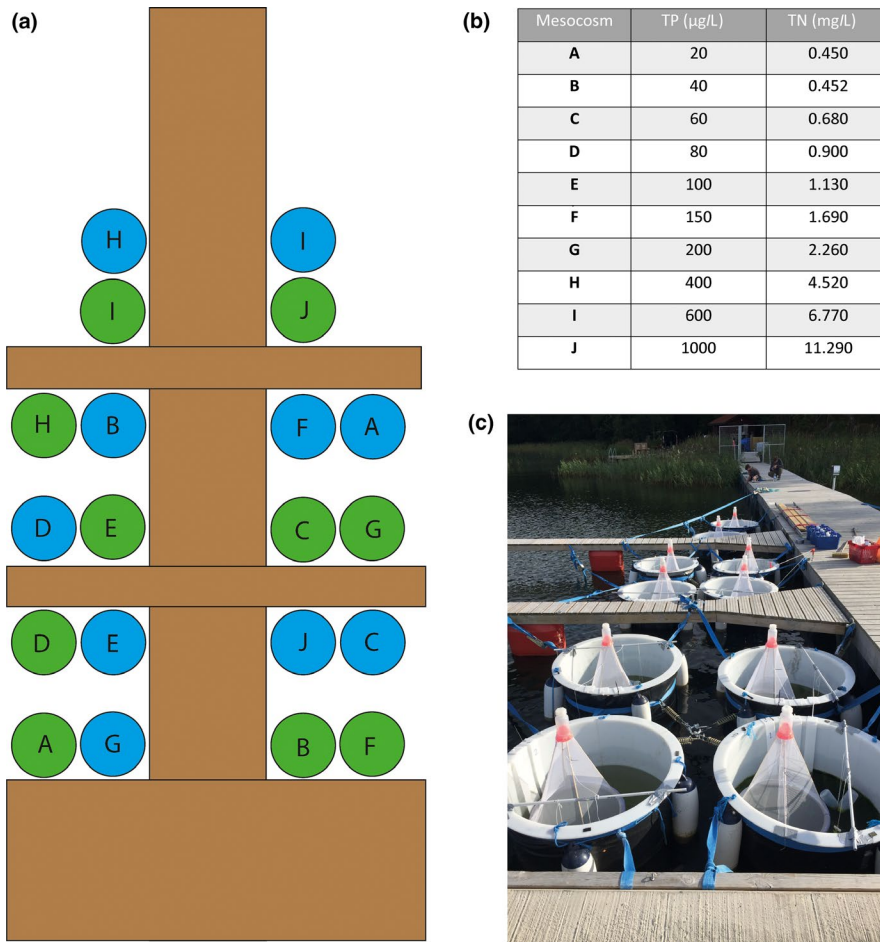 (a)
H I
I J
H B F A
D E C G
D E J C
A G B F
(b)
Mesocosm TP (µg/L) TN (mg/L)
A 20 0.450
B 40 0.452
C 60 0.680
D 80 0.900
E 100 1.130
F 150 1.690
G 200 2.260
H 400 4.520
I 600 6.770
J 1000 11.290
(c)